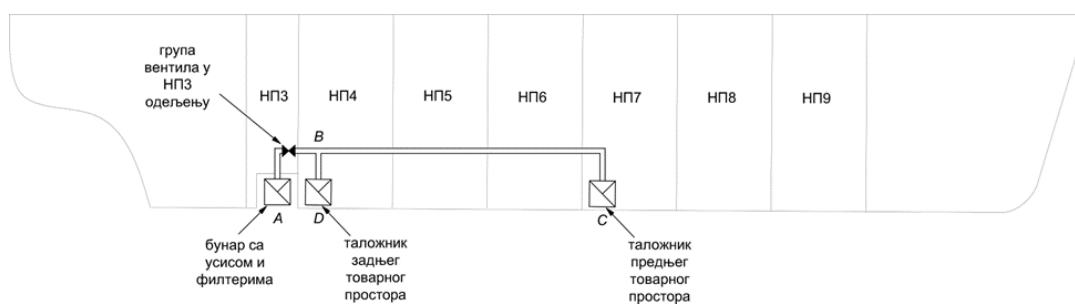 група
вентила у
НП3
одељењу
НП3
НП4
НП5
НП6
НП7
НП8
НП9
B
A
D
C
бунар са
усисом и
филтерима
таложник
задњег
товарног
простора
таложник
предњег
товарног
простора